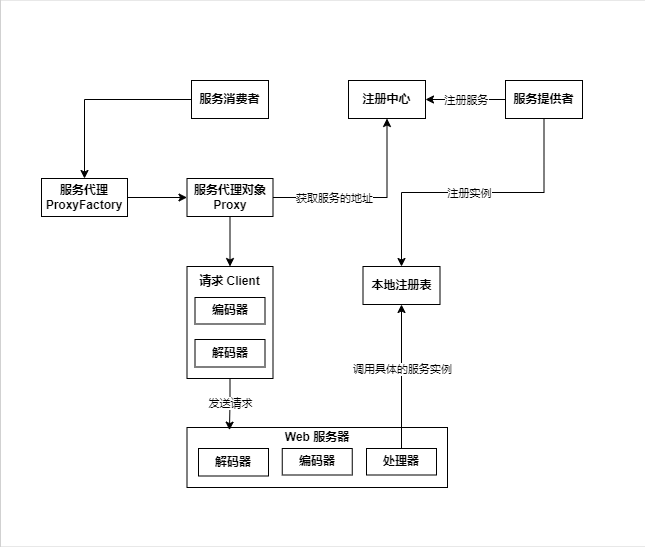 服务消费者
注册中心
注册服务
服务提供者
服务代理
ProxyFactory
服务代理对象
Proxy
获取服务的地址
注册实例
请求 Client
编码器
解码器
本地注册表
调用具体的服务实例
发送请求
Web 服务器
解码器
编码器
处理器